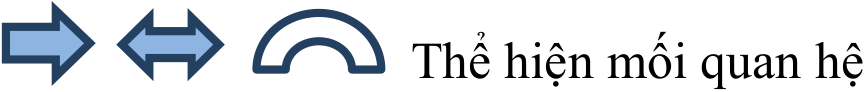 Thể hiện mối quan hệ